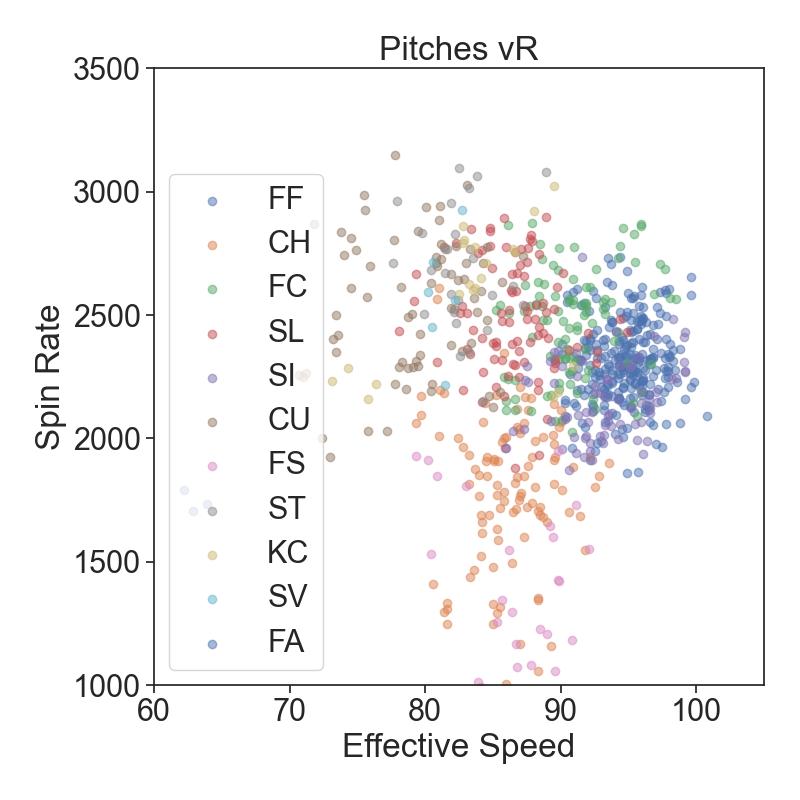 Pitches vR
3500
3000
2500
2000
1500
1000
Spin Rate
FF
CH
FC
SL
SI
CU
FS
ST
KC
SV
FA
60 70 80 90 100
Effective Speed